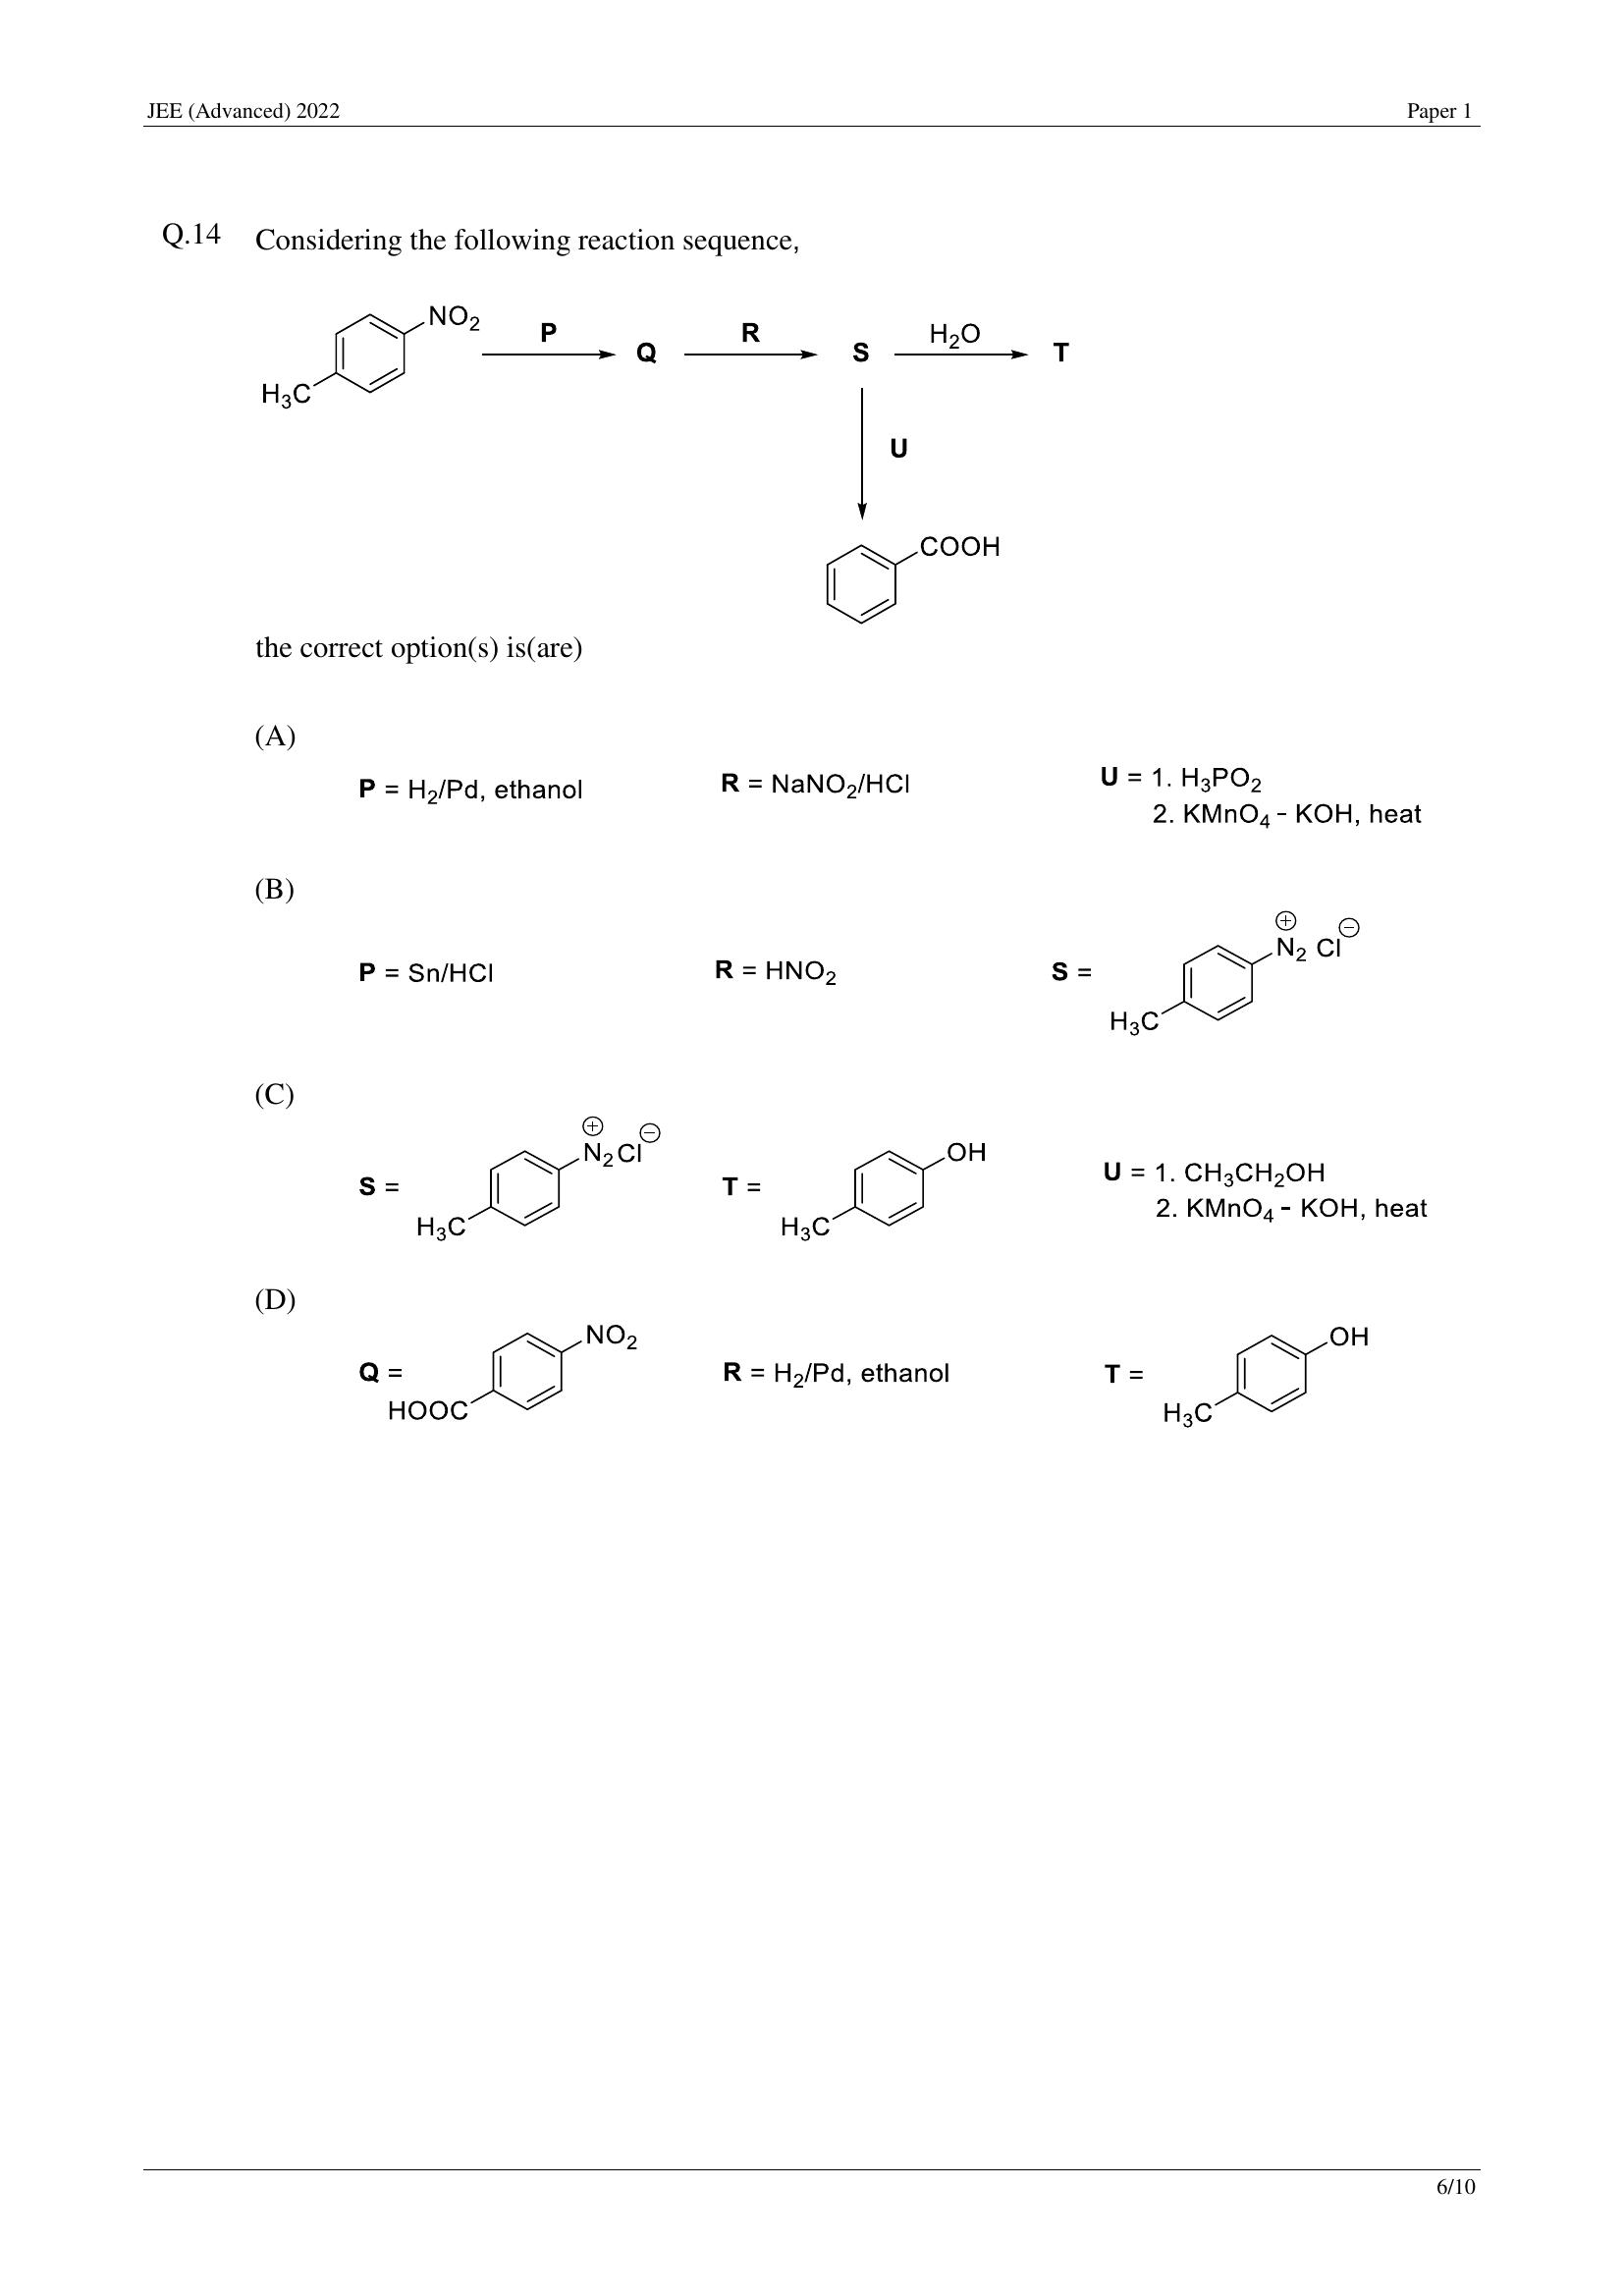 JEE (Advanced) 2022 Paper 1
Q.14 Considering the following reaction sequence,
NO2
H3C
P
Q
R
S
H2O
T
U
COOH
the correct option(s) is(are)
(A)
P = H2/Pd, ethanol
R = NaNO2/HCl
U = 1. H3PO2
2. KMnO4 - KOH, heat
(B)
P = Sn/HCl
R = HNO2
S =
⊕
N2 Cl⊖
H3C
(C)
S =
⊕
N2 Cl⊖
H3C
T =
OH
H3C
U = 1. CH3CH2OH
2. KMnO4 - KOH, heat
(D)
Q =
NO2
HOOC
R = H2/Pd, ethanol
T =
OH
H3C
6/10